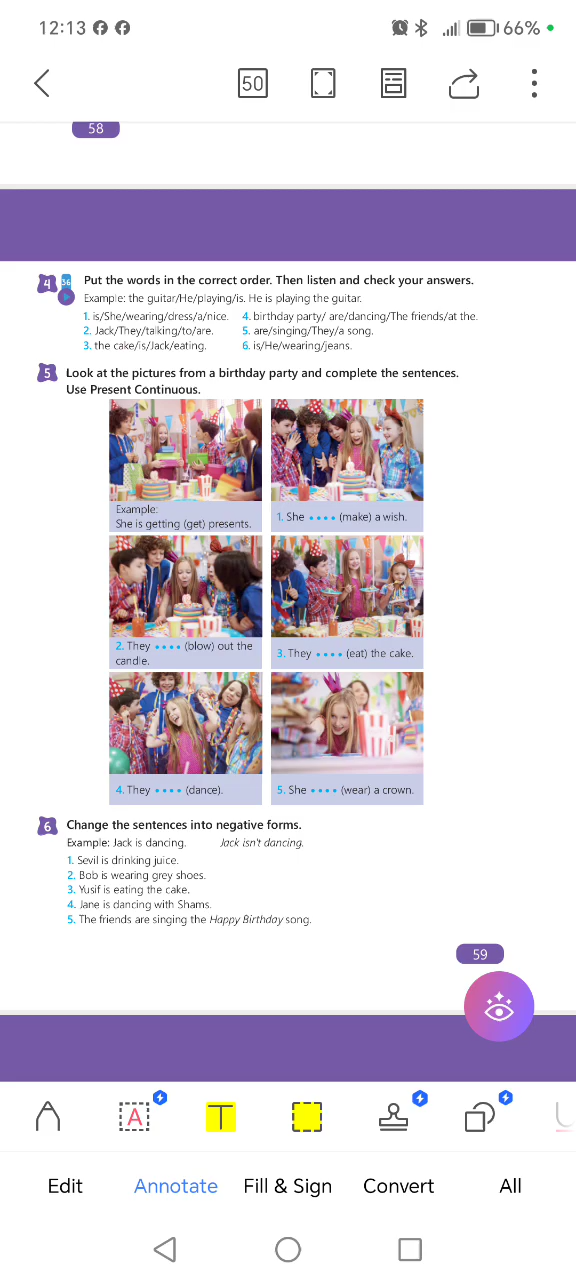 12:13
66%
50
58
4 36 Put the words in the correct order. Then listen and check your answers.
Example: the guitar/He/playing/is. He is playing the guitar.
1. is/She/wearing/dress/a/nice.
2. Jack/They/talking/to/are.
3. the cake/is/Jack/eating.
4. birthday party/ are/dancing/The friends/at the.
5. are/singing/They/a song.
6. is/He/wearing/jeans.
5 Look at the pictures from a birthday party and complete the sentences.
Use Present Continuous.
Example:
She is getting (get) presents.
1. She •••• (make) a wish.
2. They •••• (blow) out the
candle.
3. They •••• (eat) the cake.
4. They •••• (dance).
5. She •••• (wear) a crown.
6 Change the sentences into negative forms.
Example: Jack is dancing. Jack isn't dancing.
1. Sevil is drinking juice.
2. Bob is wearing grey shoes.
3. Yusif is eating the cake.
4. Jane is dancing with Shams.
5. The friends are singing the Happy Birthday song.
59
A T
Edit Annotate Fill & Sign Convert All